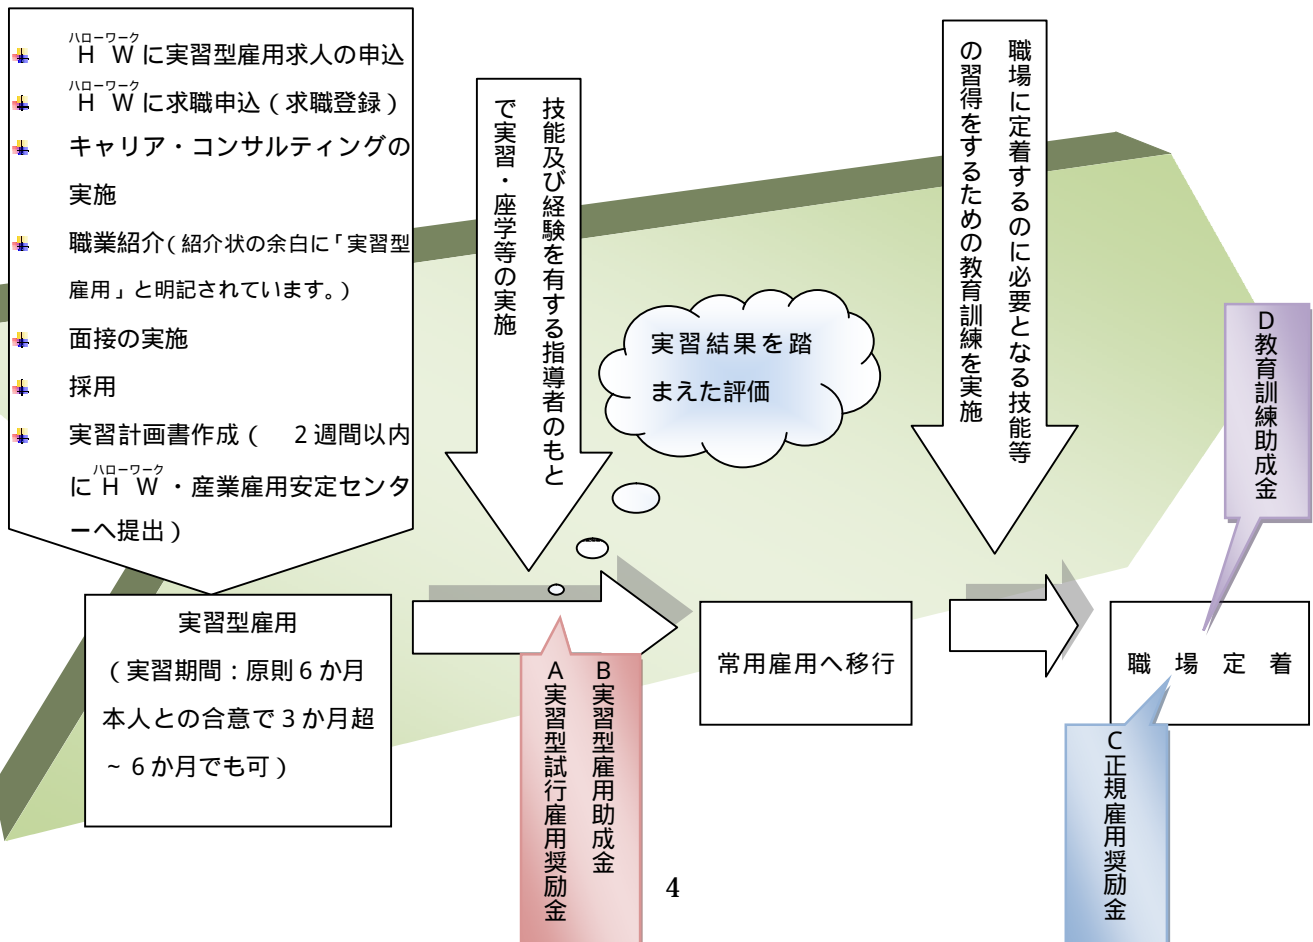 ハローワーク
HWに実習型雇用求人の申込
ハローワーク
HWに求職申込(求職登録)
キャリア・コンサルティングの
実施
職業紹介(紹介状の余白に「実習型
雇用」と明記されています。)
面接の実施
採用
実習計画書作成( 2週間以内
ハローワーク
にHW・産業雇用安定センタ
ーへ提出)
技能及び経験を有する指導者のもと
で実習・座学等の実施
職場に定着するのに必要となる技能等
の習得をするための教育訓練を実施
実習結果を踏
まえた評価
D教育訓練助成金
実習型雇用
(実習期間:原則6か月
本人との合意で3か月超
~6か月でも可)
常用雇用へ移行
職場定着
B実習型雇用助成金
A実習型試行雇用奨励金
C正規雇用奨励金
4